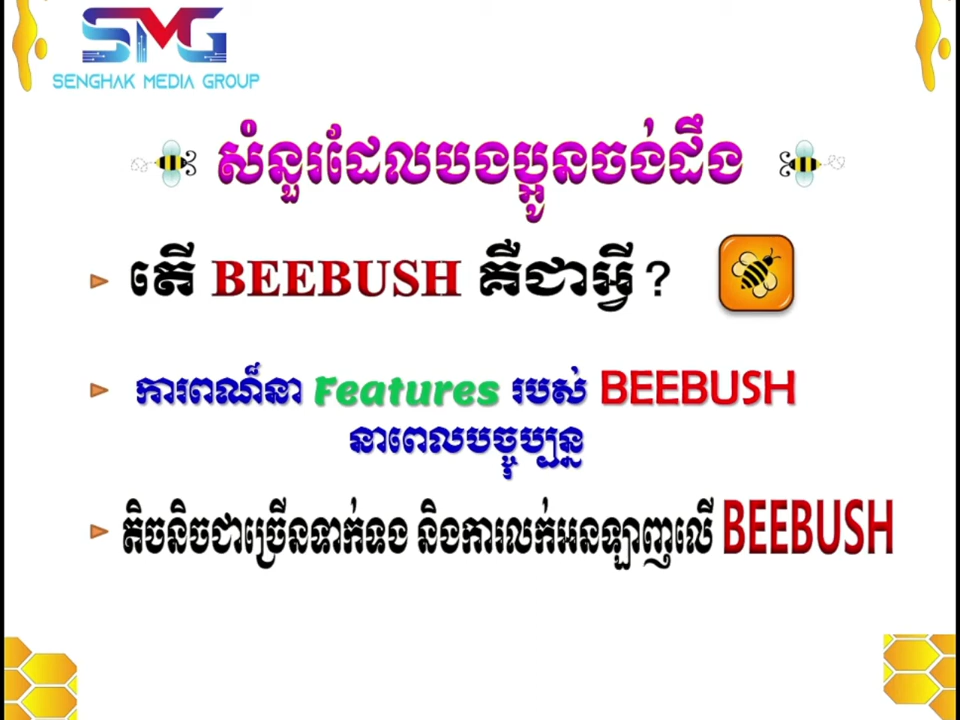 SMG
SENGHAK MEDIA GROUP
សំនួរដែលបងប្អូនចង់ដឹង
តើ BEEBUSH គឺជាអ្វី?
ការពណ៌នា Features របស់ BEEBUSH
នាពេលបច្ចុប្បន្ន
តិចនិចជាច្រើនទាក់ទង និងការលក់អនឡាញលើ BEEBUSH